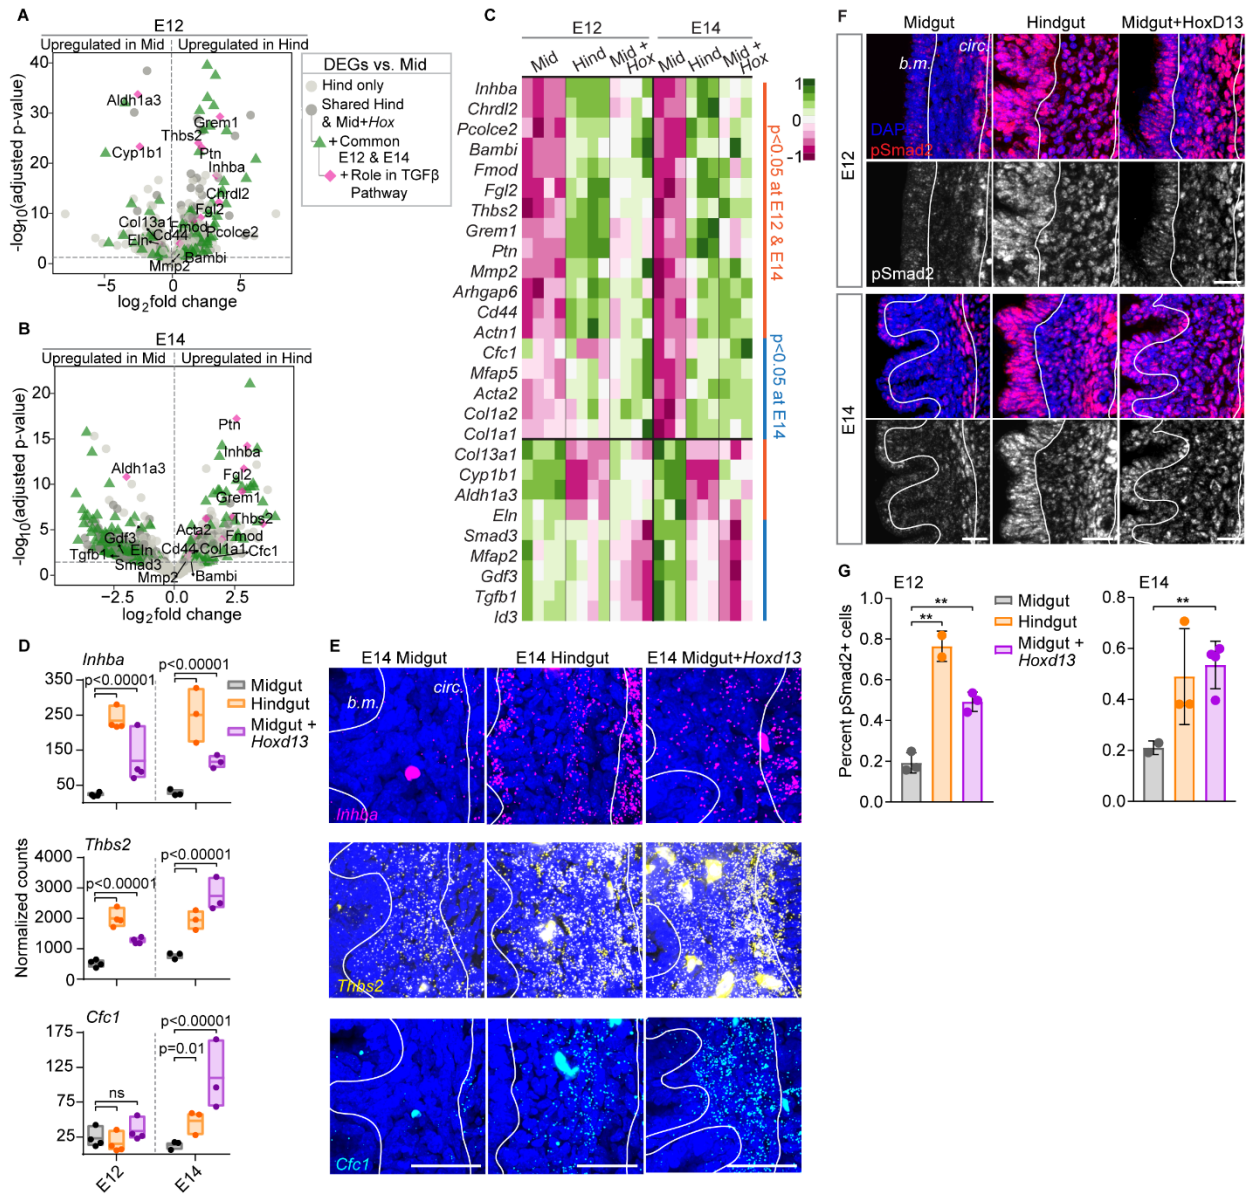 A
E12
Upregulated in Mid
Upregulated in Hind
40
30
20
10
0
-log10(adjusted p-value)
-5
0
5
log2fold change
Aldh1a3
Cyp1b1
Grem1
Thbs2
Ptn
Inhba
Chrdl2
Fgl2
Fmod
Pcolce2
Col13a1
Eln
Cd44
Mmp2
Bambi
DEGs vs. Mid
Hind only
Shared Hind
& Mid+Hox
+Common
E12 & E14
+Role in TGFβ
Pathway
B
E14
Upregulated in Mid
Upregulated in Hind
20
15
10
5
0
-log10(adjusted p-value)
-2.5
0
2.5
log2fold change
Ptn
Inhba
Aldh1a3
Fgl2
Grem1
Thbs2
Acta2
Fmod
Gdf3
Eln
Cd44
Col1a1
Cfc1
Tgfb1
Smad3
Mmp2
Bambi
C
E12
E14
Mid
Hind
Mid +
Hox
Mid
Hind
Mid +
Hox
Inhba
Chrdl2
Pcolce2
Bambi
Fmod
Fgl2
Thbs2
Grem1
Ptn
Mmp2
Arhgap6
Cd44
Actn1
Cfc1
Mfap5
Acta2
Col1a2
Col1a1
Col13a1
Cyp1b1
Aldh1a3
Eln
Smad3
Mfap2
Gdf3
Tgfb1
Id3
1
0
-1
p<0.05 at E12 & E14
p<0.05 at E14
D
Inhba
p<0.00001
p<0.00001
350
250
150
50
Midgut
Hindgut
Midgut +
Hoxd13
Thbs2
4000
3000
2000
1000
0
p<0.00001
p<0.00001
Normalized counts
Cfc1
175
125
75
25
p<0.00001
p=0.01
ns
E12
E14
E
E14 Midgut
E14 Hindgut
E14 Midgut+Hoxd13
b.m.
circ.
Inhba
Thbs2
Cfc1
F
Midgut
Hindgut
Midgut+HoxD13
b.m.
circ.
DAPI
pSmad2
E12
pSmad2
E14
G
E12
1.0
0.8
0.6
0.4
0.2
0.0
Percent pSmad2+ cells
**
**
Midgut
Hindgut
Midgut +
Hoxd13
E14
0.8
0.6
0.4
0.2
0.0
**